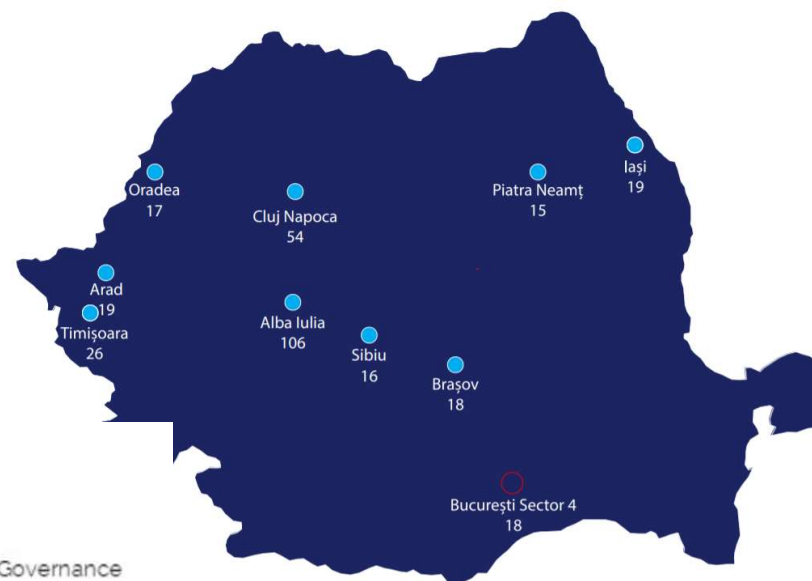 Iași
19
Oradea
17
Piatra Neamț
15
Cluj Napoca
54
Arad
19
Timișoara
26
Alba Iulia
106
Sibiu
16
Brașov
18
București Sector 4
18
Governance